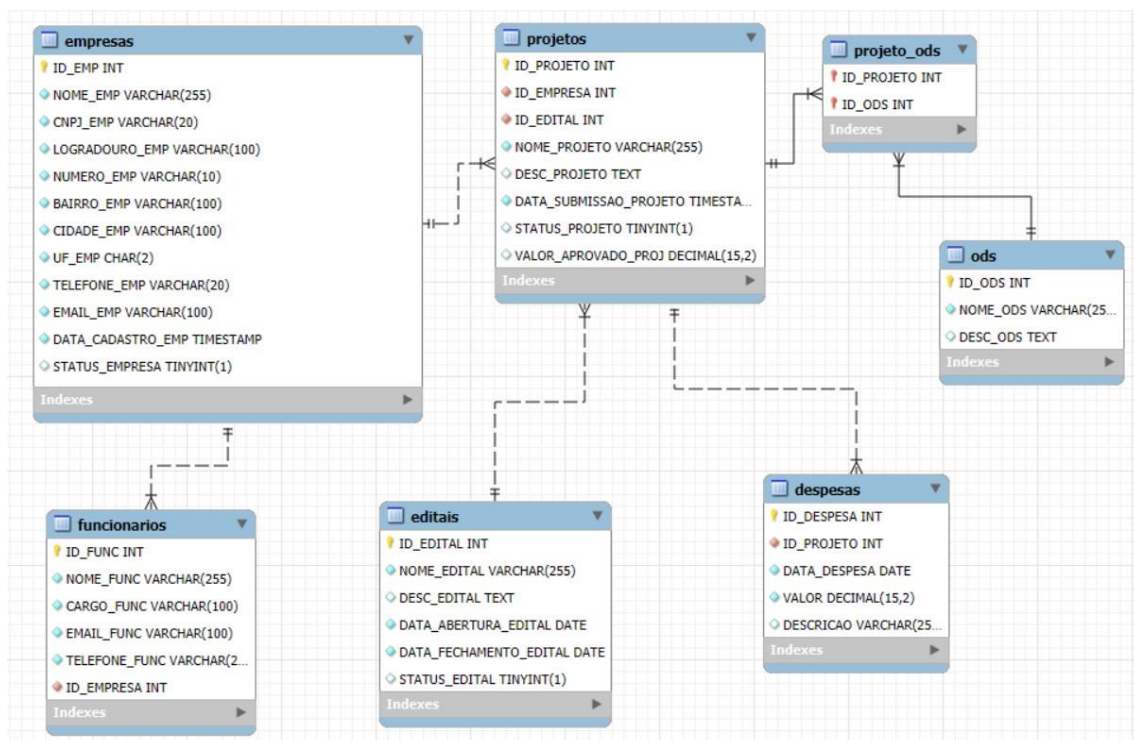 empresas
ID_EMP INT
NOME_EMP VARCHAR(255)
CNPJ_EMP VARCHAR(20)
LOGRADOURO_EMP VARCHAR(100)
NUMERO_EMP VARCHAR(10)
BAIRRO_EMP VARCHAR(100)
CIDADE_EMP VARCHAR(100)
UF_EMP CHAR(2)
TELEFONE_EMP VARCHAR(20)
EMAIL_EMP VARCHAR(100)
DATA_CADASTRO_EMP TIMESTAMP
STATUS_EMPRESA TINYINT(1)
Indexes
projetos
ID_PROJETO INT
ID_EMPRESA INT
ID_EDITAL INT
NOME_PROJETO VARCHAR(255)
DESC_PROJETO TEXT
DATA_SUBMISSAO_PROJETO TIMESTA...
STATUS_PROJETO TINYINT(1)
VALOR_APROVADO_PROJ DECIMAL(15,2)
Indexes
projeto_ods
ID_PROJETO INT
ID_ODS INT
Indexes
ods
ID_ODS INT
NOME_ODS VARCHAR(25...
DESC_ODS TEXT
Indexes
funcionarios
ID_FUNC INT
NOME_FUNC VARCHAR(255)
CARGO_FUNC VARCHAR(100)
EMAIL_FUNC VARCHAR(100)
TELEFONE_FUNC VARCHAR(2...
ID_EMPRESA INT
Indexes
editais
ID_EDITAL INT
NOME_EDITAL VARCHAR(255)
DESC_EDITAL TEXT
DATA_ABERTURA_EDITAL DATE
DATA_FECHAMENTO_EDITAL DATE
STATUS_EDITAL TINYINT(1)
Indexes
despesas
ID_DESPESA INT
ID_PROJETO INT
DATA_DESPESA DATE
VALOR DECIMAL(15,2)
DESCRICAO VARCHAR(25...
Indexes